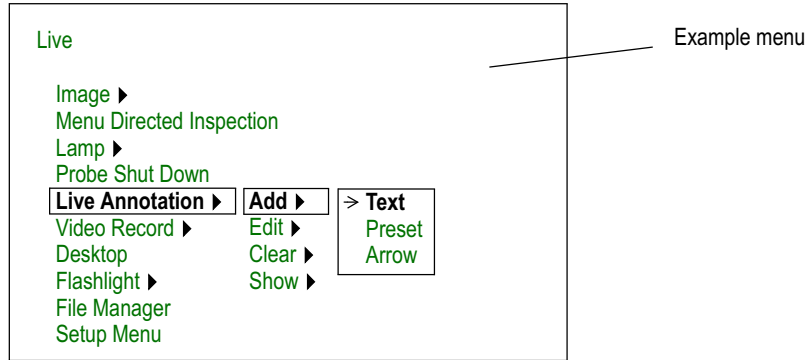 Live
Example menu
Image ▶
Menu Directed Inspection
Lamp ▶
Probe Shut Down
Live Annotation ▶ Add ▶ → Text
Video Record ▶ Edit ▶ Preset
Desktop Clear ▶ Arrow
Flashlight ▶ Show ▶
File Manager
Setup Menu